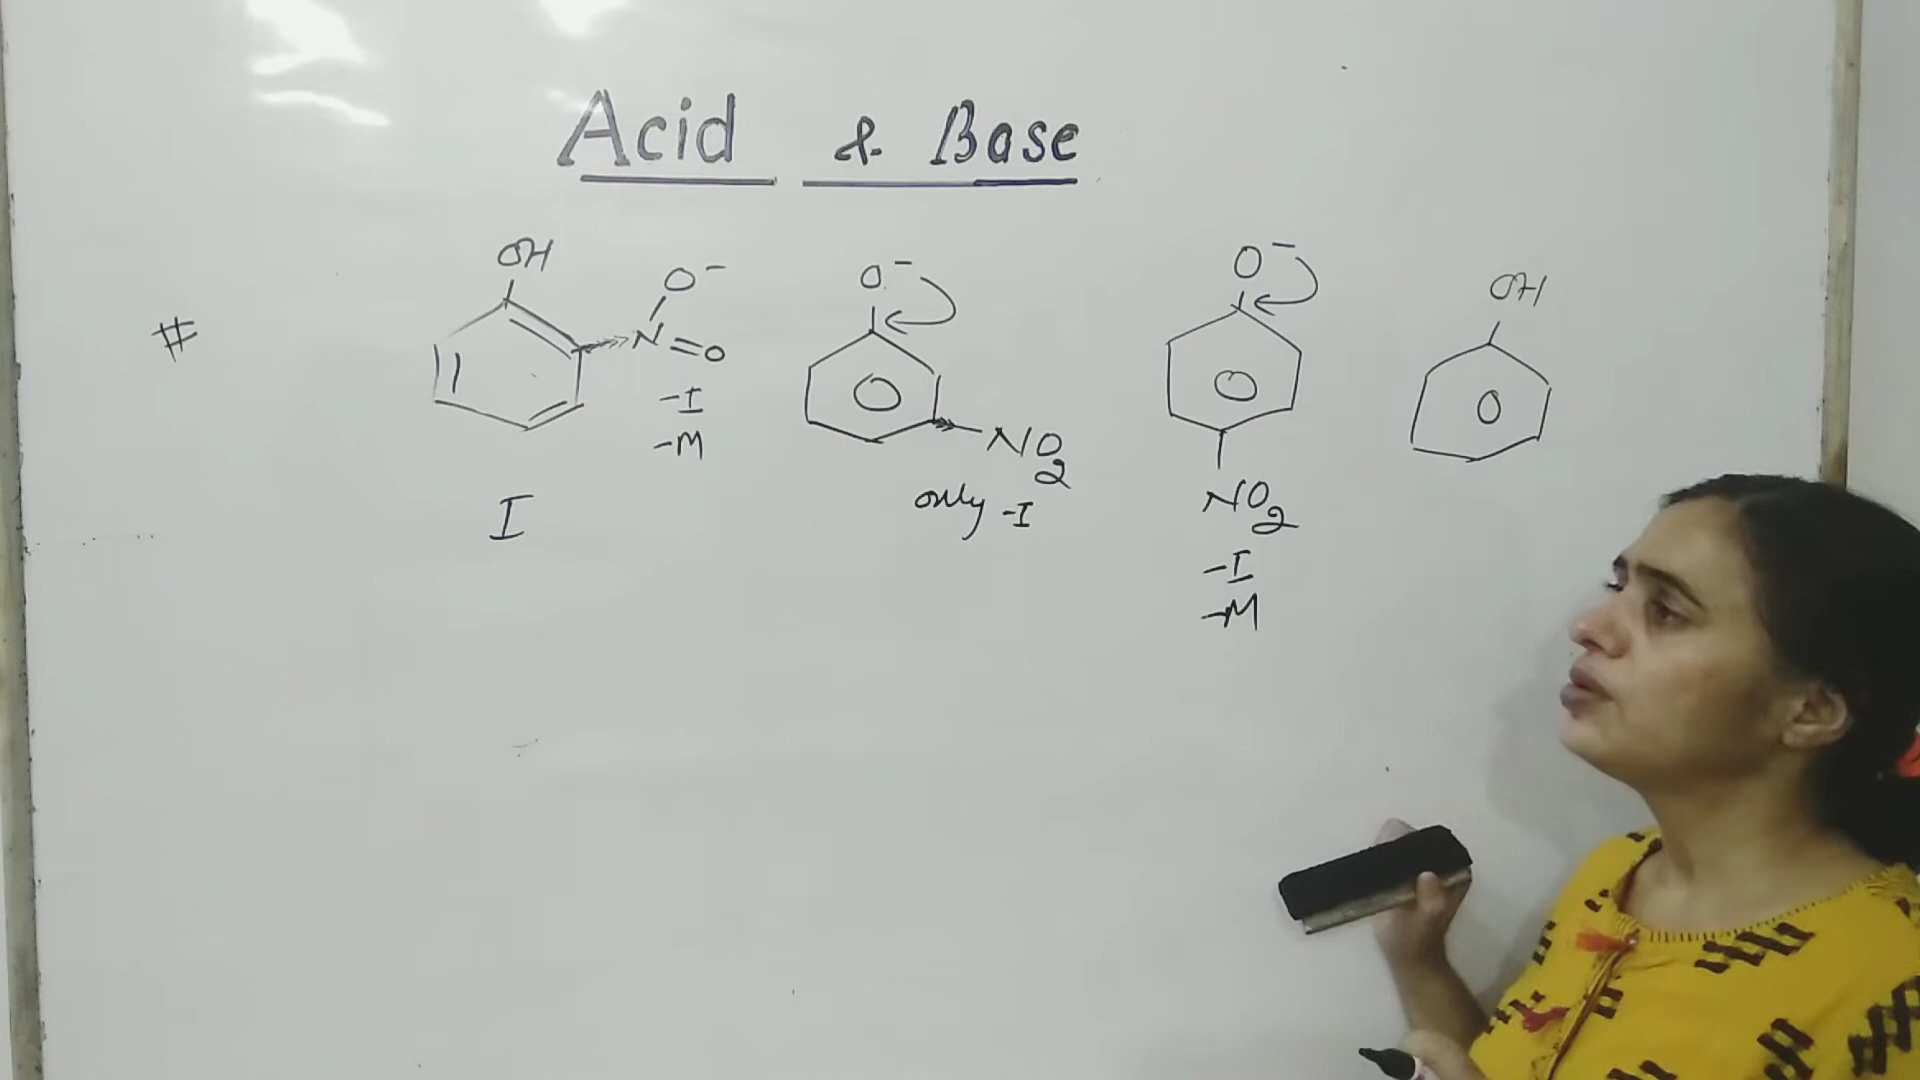 Acid & Base
#
OH
O⁻
N=O
-I
-M
I
O⁻
NO₂
only -I
O⁻
NO₂
-I
-M
OH